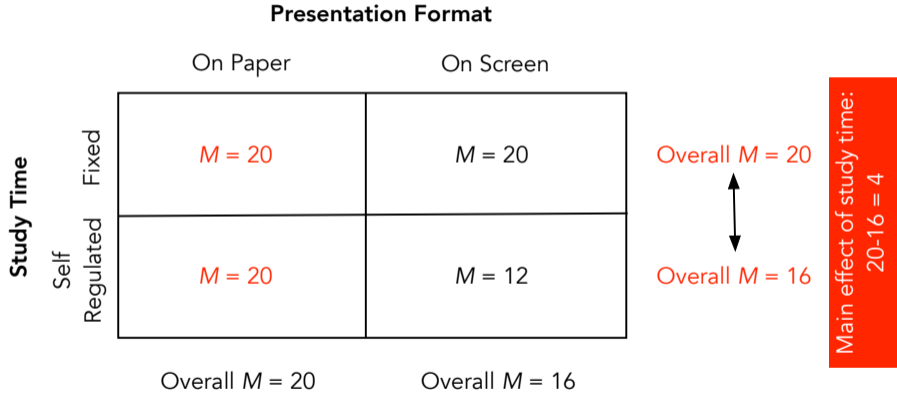 Presentation Format
On Paper
On Screen
Study Time
Fixed
M = 20
M = 20
Overall M = 20
Self
Regulated
M = 20
M = 12
Overall M = 16
Overall M = 20
Overall M = 16
Main effect of study time:
20-16 = 4